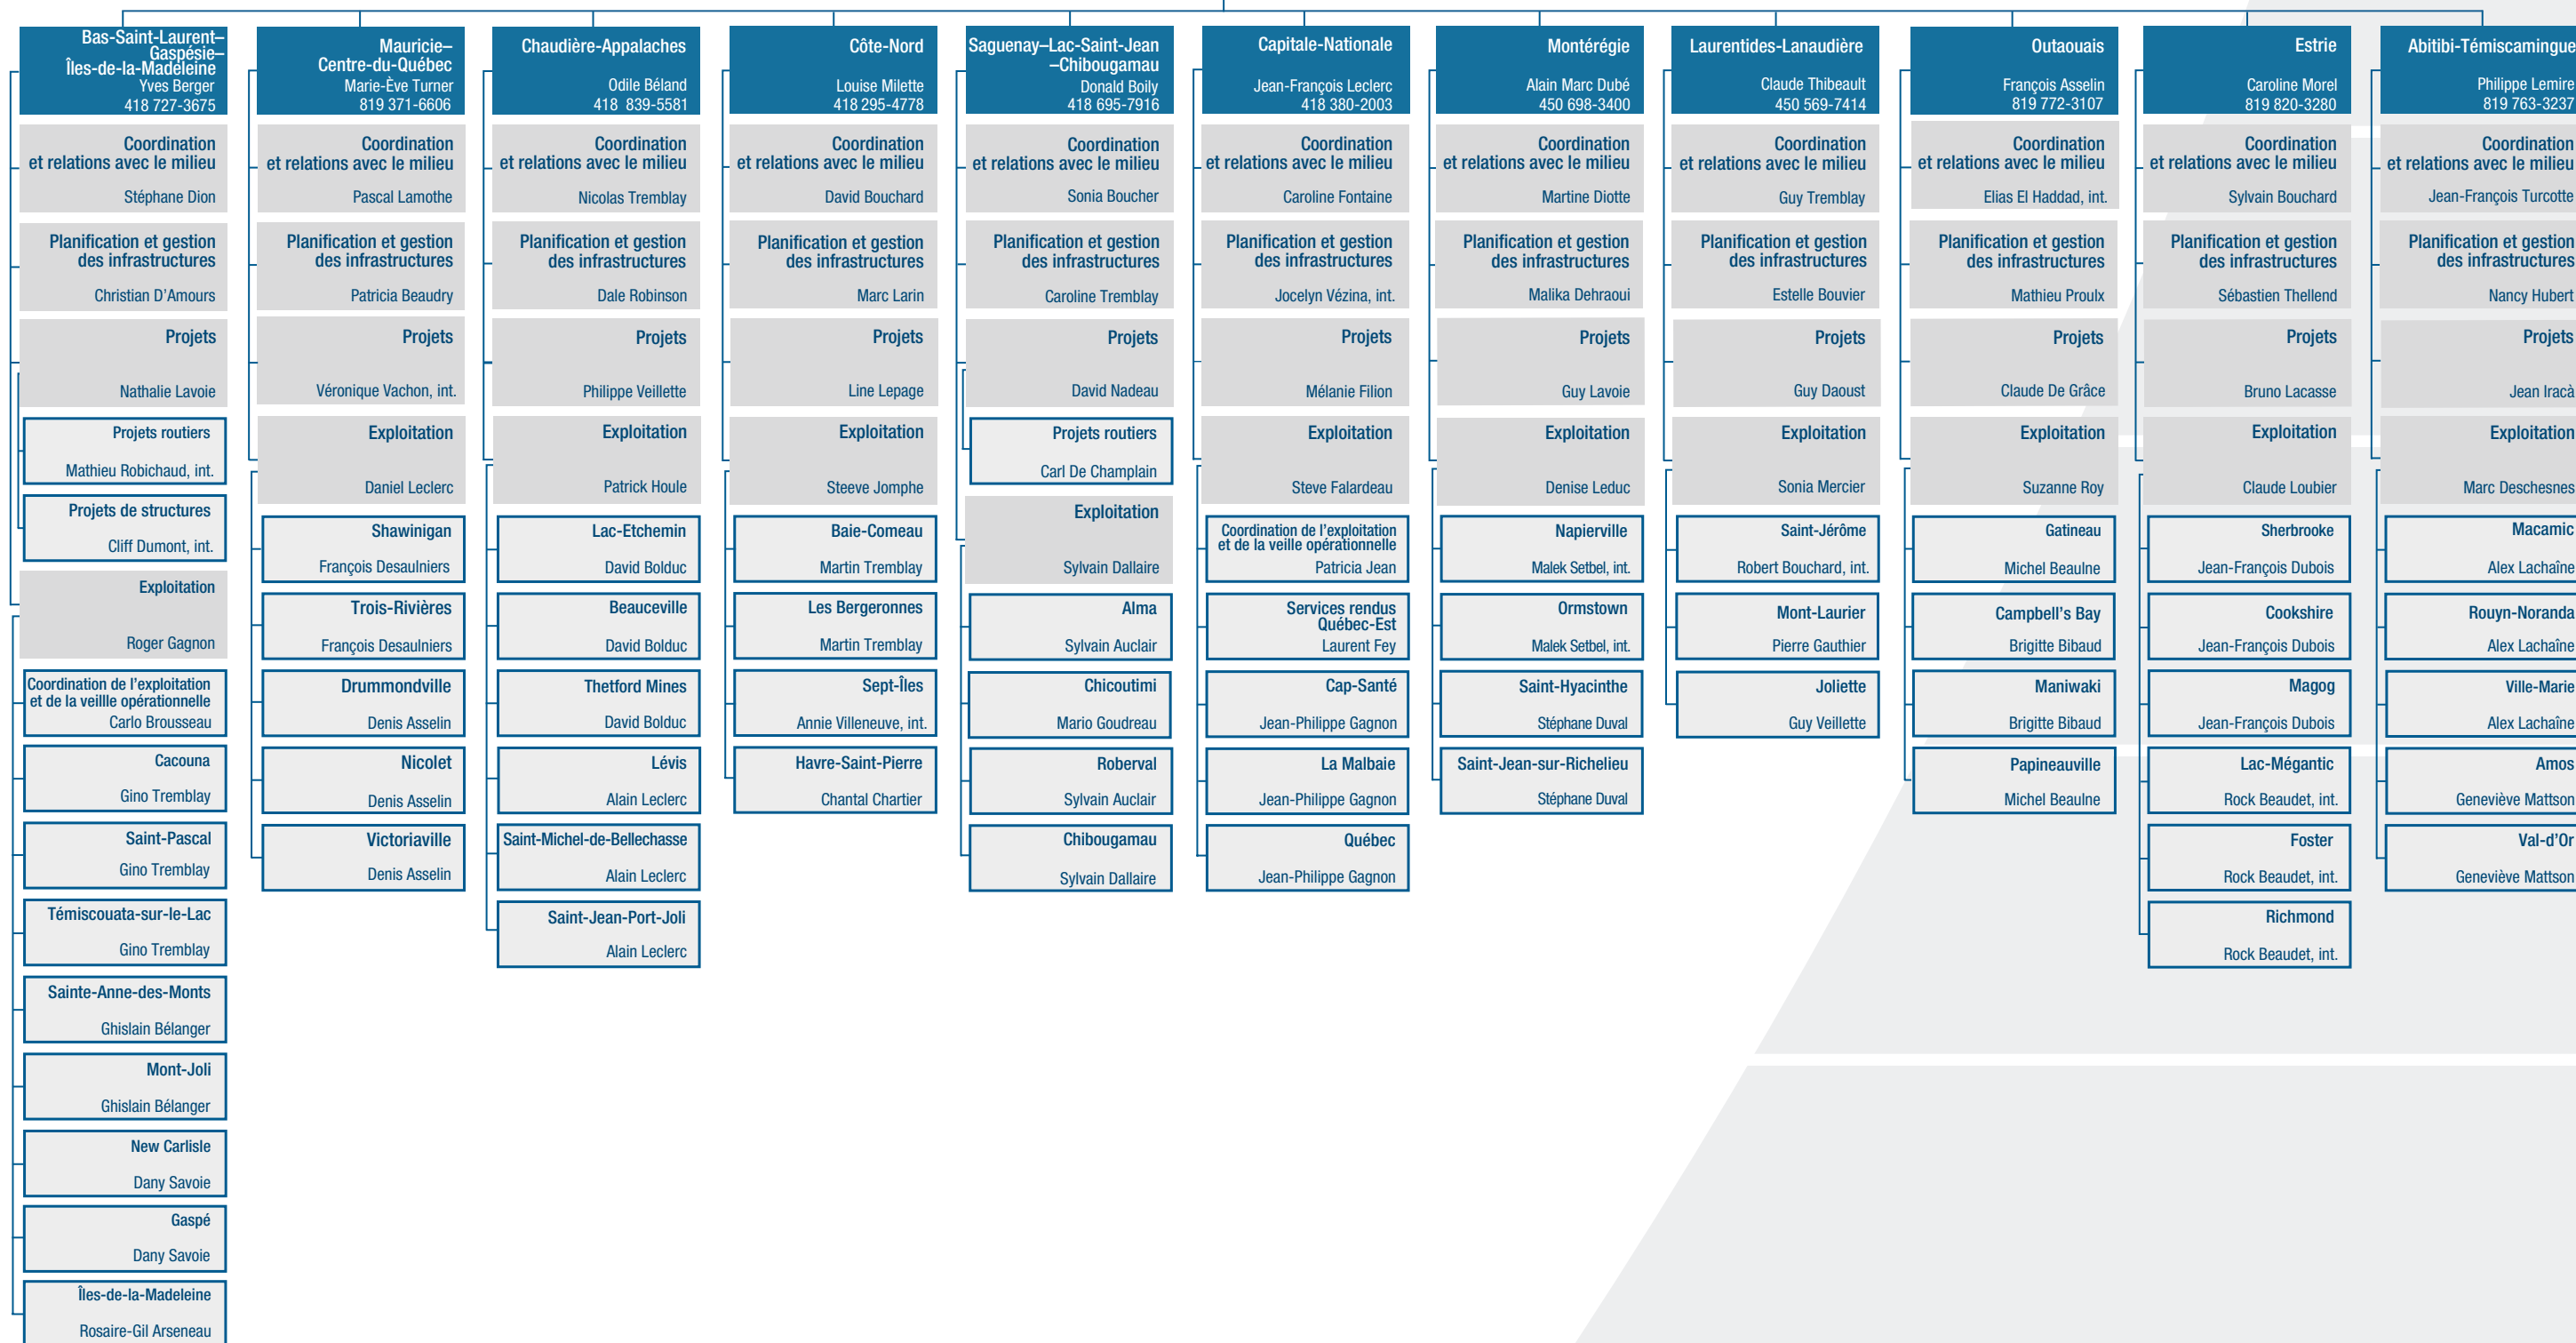 Bas-Saint-Laurent–
Gaspésie–
Îles-de-la-Madeleine
Yves Berger
418 727-3675
Coordination
et relations avec le milieu
Stéphane Dion
Planification et gestion
des infrastructures
Christian D'Amours
Projets
Nathalie Lavoie
Projets routiers
Mathieu Robichaud, int.
Projets de structures
Cliff Dumont, int.
Exploitation
Roger Gagnon
Coordination de l'exploitation
et de la veillle opérationnelle
Carlo Brousseau
Cacouna
Gino Tremblay
Saint-Pascal
Gino Tremblay
Témiscouata-sur-le-Lac
Gino Tremblay
Sainte-Anne-des-Monts
Ghislain Bélanger
Mont-Joli
Ghislain Bélanger
New Carlisle
Dany Savoie
Gaspé
Dany Savoie
Îles-de-la-Madeleine
Rosaire-Gil Arseneau
Mauricie–
Centre-du-Québec
Marie-Ève Turner
819 371-6606
Coordination
et relations avec le milieu
Pascal Lamothe
Planification et gestion
des infrastructures
Patricia Beaudry
Projets
Véronique Vachon, int.
Exploitation
Daniel Leclerc
Shawinigan
François Desaulniers
Trois-Rivières
François Desaulniers
Drummondville
Denis Asselin
Nicolet
Denis Asselin
Victoriaville
Denis Asselin
Chaudière-Appalaches
Odile Béland
418 839-5581
Coordination
et relations avec le milieu
Nicolas Tremblay
Planification et gestion
des infrastructures
Dale Robinson
Projets
Philippe Veillette
Exploitation
Patrick Houle
Lac-Etchemin
David Bolduc
Beauceville
David Bolduc
Thetford Mines
David Bolduc
Lévis
Alain Leclerc
Saint-Michel-de-Bellechasse
Alain Leclerc
Saint-Jean-Port-Joli
Alain Leclerc
Côte-Nord
Louise Milette
418 295-4778
Coordination
et relations avec le milieu
David Bouchard
Planification et gestion
des infrastructures
Marc Larin
Projets
Line Lepage
Exploitation
Steeve Jomphe
Baie-Comeau
Martin Tremblay
Les Bergeronnes
Martin Tremblay
Sept-Îles
Annie Villeneuve, int.
Havre-Saint-Pierre
Chantal Chartier
Saguenay–Lac-Saint-Jean
–Chibougamau
Donald Boily
418 695-7916
Coordination
et relations avec le milieu
Sonia Boucher
Planification et gestion
des infrastructures
Caroline Tremblay
Projets
David Nadeau
Projets routiers
Carl De Champlain
Exploitation
Sylvain Dallaire
Alma
Sylvain Auclair
Chicoutimi
Mario Goudreau
Roberval
Sylvain Auclair
Chibougamau
Sylvain Dallaire
Capitale-Nationale
Jean-François Leclerc
418 380-2003
Coordination
et relations avec le milieu
Caroline Fontaine
Planification et gestion
des infrastructures
Jocelyn Vézina, int.
Projets
Mélanie Filion
Exploitation
Steve Falardeau
Coordination de l'exploitation
et de la veille opérationnelle
Patricia Jean
Services rendus
Québec-Est
Laurent Fey
Cap-Santé
Jean-Philippe Gagnon
La Malbaie
Jean-Philippe Gagnon
Québec
Jean-Philippe Gagnon
Montérégie
Alain Marc Dubé
450 698-3400
Coordination
et relations avec le milieu
Martine Diotte
Planification et gestion
des infrastructures
Malika Dehraoui
Projets
Guy Lavoie
Exploitation
Denise Leduc
Napierville
Malek Setbel, int.
Ormstown
Malek Setbel, int.
Saint-Hyacinthe
Stéphane Duval
Saint-Jean-sur-Richelieu
Stéphane Duval
Laurentides-Lanaudière
Claude Thibeault
450 569-7414
Coordination
et relations avec le milieu
Guy Tremblay
Planification et gestion
des infrastructures
Estelle Bouvier
Projets
Guy Daoust
Exploitation
Sonia Mercier
Saint-Jérôme
Robert Bouchard, int.
Mont-Laurier
Pierre Gauthier
Joliette
Guy Veillette
Outaouais
François Asselin
819 772-3107
Coordination
et relations avec le milieu
Elias El Haddad, int.
Planification et gestion
des infrastructures
Mathieu Proulx
Projets
Claude De Grâce
Exploitation
Suzanne Roy
Gatineau
Michel Beaulne
Campbell's Bay
Brigitte Bibaud
Maniwaki
Brigitte Bibaud
Papineauville
Michel Beaulne
Estrie
Caroline Morel
819 820-3280
Coordination
et relations avec le milieu
Sylvain Bouchard
Planification et gestion
des infrastructures
Sébastien Thellend
Projets
Bruno Lacasse
Exploitation
Claude Loubier
Sherbrooke
Jean-François Dubois
Cookshire
Jean-François Dubois
Magog
Jean-François Dubois
Lac-Mégantic
Rock Beaudet, int.
Foster
Rock Beaudet, int.
Richmond
Rock Beaudet, int.
Abitibi-Témiscamingue
Philippe Lemire
819 763-3237
Coordination
et relations avec le milieu
Jean-François Turcotte
Planification et gestion
des infrastructures
Nancy Hubert
Projets
Jean Iracà
Exploitation
Marc Deschesnes
Macamic
Alex Lachaîne
Rouyn-Noranda
Alex Lachaîne
Ville-Marie
Alex Lachaîne
Amos
Geneviève Mattson
Val-d'Or
Geneviève Mattson